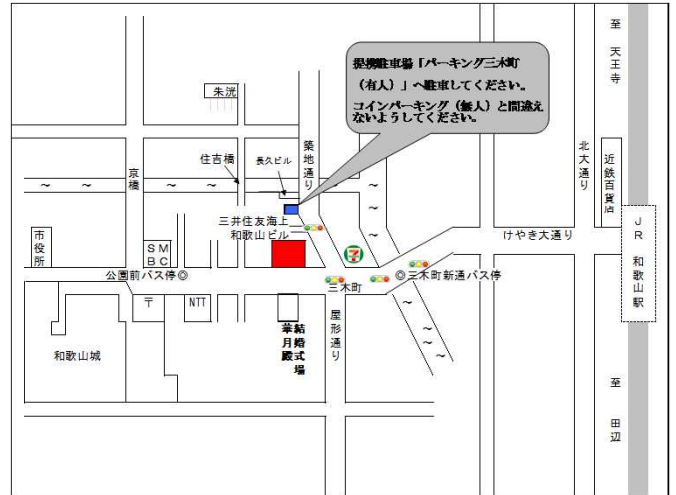 提携駐車場「パーキング三木町
（有人）」へ駐車してください。
コインパーキング（無人）と間違え
ないようしてください。
至　天王寺
朱洸
築地通り
北大通り
近鉄百貨店
京橋
住吉橋
長久ビル
ＪＲ　和歌山駅
市役所
三井住友海上
和歌山ビル
けやき大通り
ＳＭ
ＢＣ
7
公園前バス停◎
◎三木町新通バス停
三木町
〒
NTT
屋形通り
結婚式場
華月殿
和歌山城
至　田辺